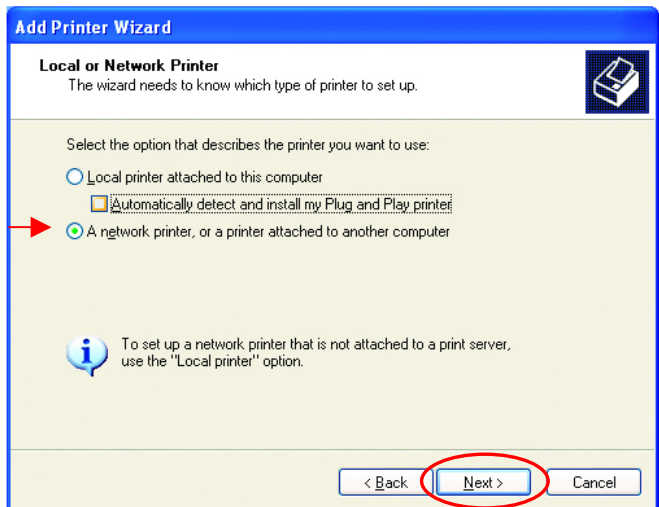 Add Printer Wizard
Local or Network Printer
The wizard needs to know which type of printer to set up.
Select the option that describes the printer you want to use:
Local printer attached to this computer
Automatically detect and install my Plug and Play printer
A network printer, or a printer attached to another computer
To set up a network printer that is not attached to a print server,
use the "Local printer" option.
< Back
Next >
Cancel